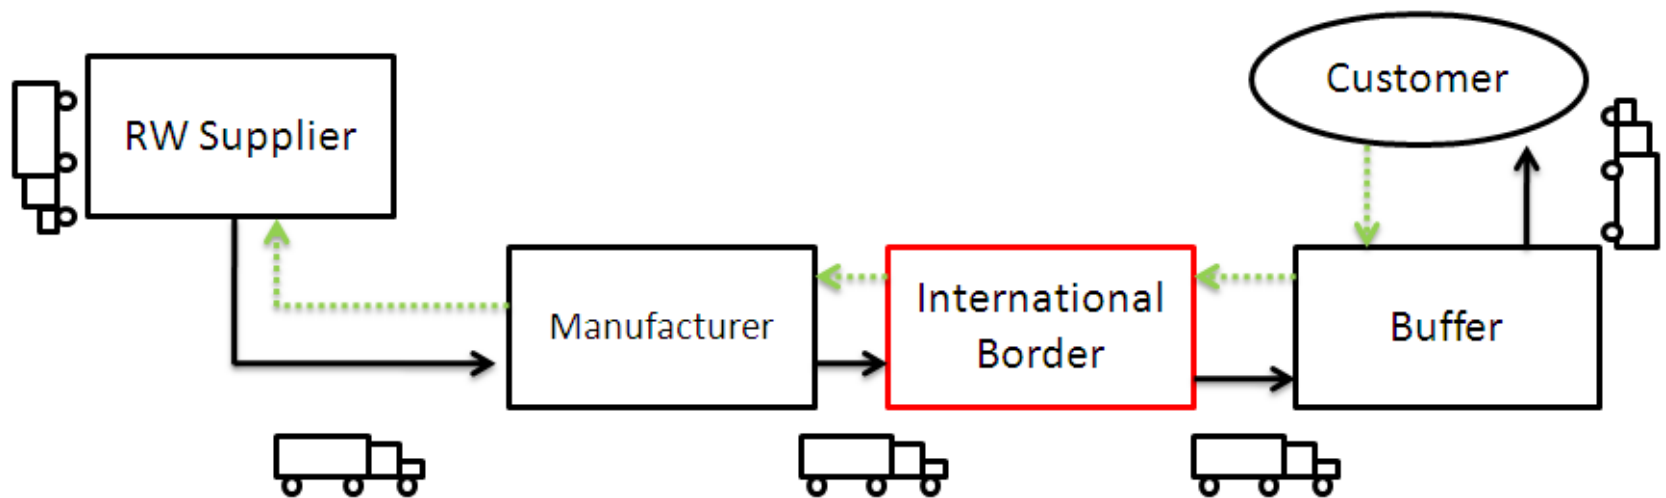 RW Supplier
Manufacturer
International
Border
Buffer
Customer